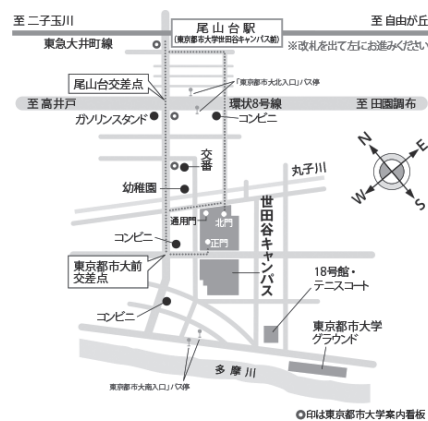 至 二子玉川
尾山台駅
(東京都市大学世田谷キャンパス前)
至 自由が丘
東急大井町線
※改札を出て左にお進みください
尾山台交差点
「東京都市大北入口」バス停
至 高井戸
環状8号線
至 田園調布
ガソリンスタンド
コンビニ
交番
丸子川
N
E
W
S
幼稚園
世田谷キャンパス
通用門
北門
コンビニ
正門
東京都市大前
交差点
18号館・
テニスコート
コンビニ
東京都市大学
グラウンド
多摩川
「東京都市大南入口」バス停
◎印は東京都市大学案内看板